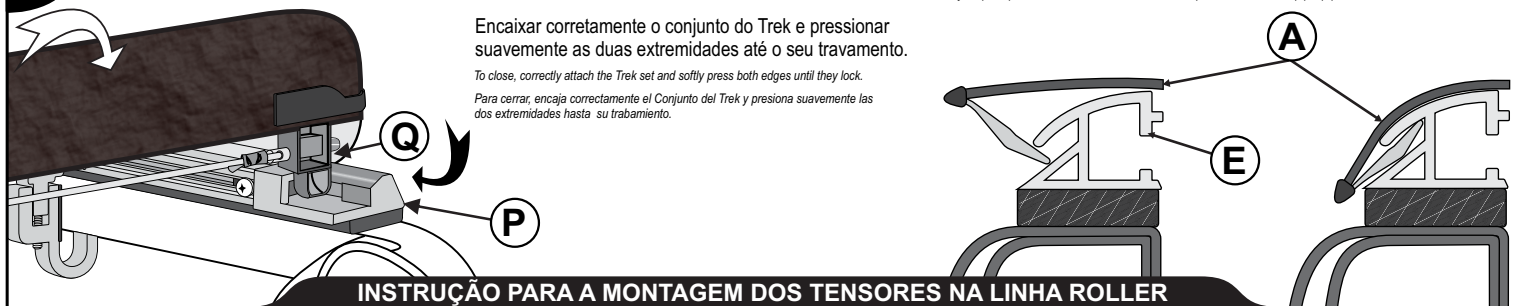 Encaixar corretamente o conjunto do Trek e pressionar
suavemente as duas extremidades até o seu travamento.
To close, correctly attach the Trek set and softly press both edges until they lock.
Para cerrar, encaja correctamente el Conjunto del Trek y presiona suavemente las
dos extremidades hasta su trabamiento.
A
Q
E
P
INSTRUÇÃO PARA A MONTAGEM DOS TENSORES NA LINHA ROLLER